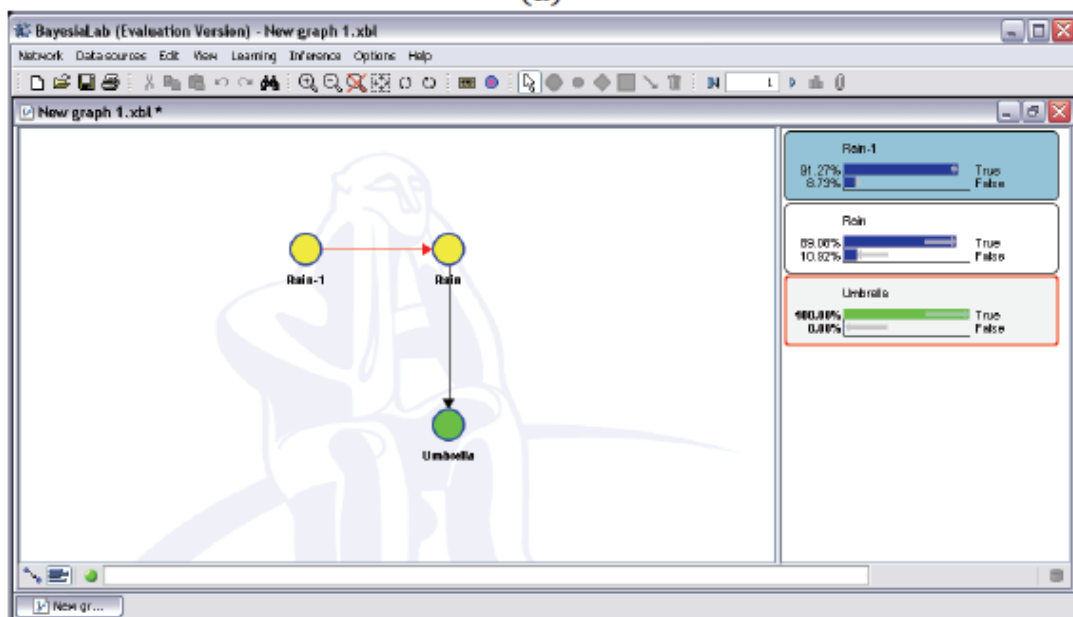 BayesiaLab (Evaluation Version) - New graph 1.xbl
Network Data sources Edit View Learning Inference Options Help
1
New graph 1.xbl *
Rain-1
91.27% True
8.73% False
Rain
89.08% True
10.92% False
Umbrella
100.00% True
0.00% False
Rain-1
Rain
Umbrella
New gr...